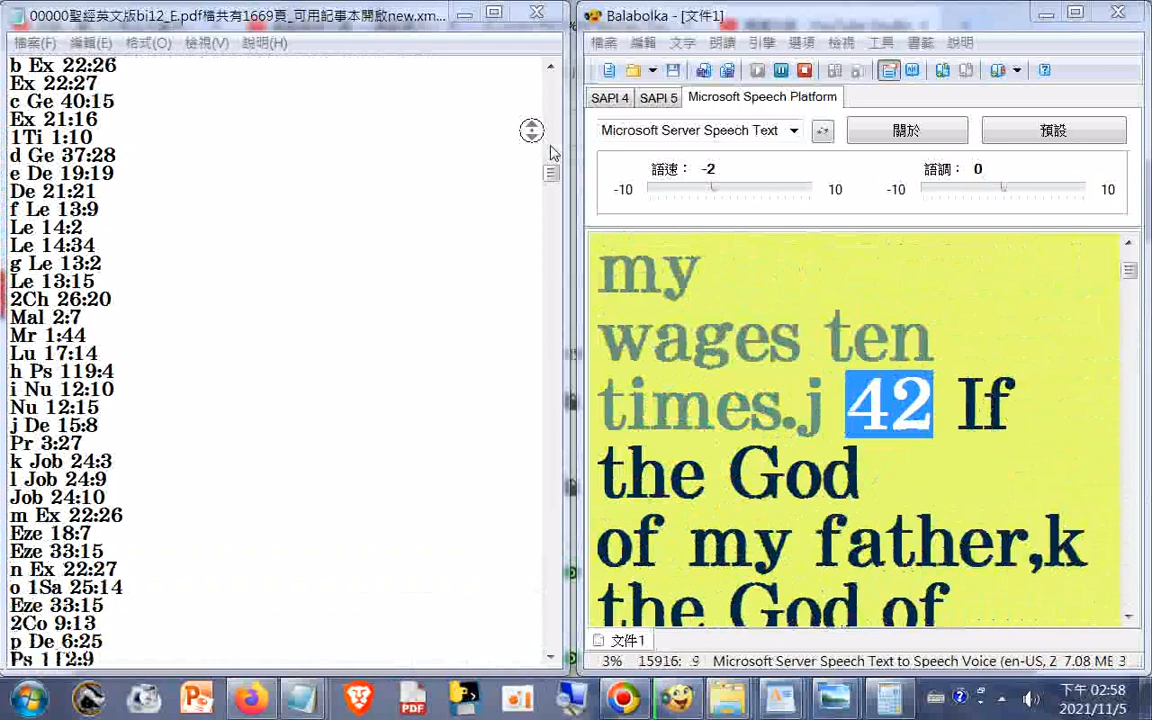 00000聖經英文版bi12_E.pdf檔共有1669頁_可用記事本開啟new.xm...
檔案(F) 編輯(E) 格式(O) 檢視(V) 說明(H)
b Ex 22:26
Ex 22:27
c Ge 40:15
Ex 21:16
1Ti 1:10
d Ge 37:28
e De 19:19
De 21:21
f Le 13:9
Le 14:2
Le 14:34
g Le 13:2
Le 13:15
2Ch 26:20
Mal 2:7
Mr 1:44
Lu 17:14
h Ps 119:4
i Nu 12:10
Nu 12:15
j De 15:8
Pr 3:27
k Job 24:3
l Job 24:9
Job 24:10
m Ex 22:26
Eze 18:7
Eze 33:15
n Ex 22:27
o 1Sa 25:14
Eze 33:15
2Co 9:13
p De 6:25
Balabolka - [文件1]
檔案 編輯 文字 朗讀 引擎 選項 檢視 工具 書籤 說明
SAPI 4 SAPI 5 Microsoft Speech Platform
Microsoft Server Speech Text 關於 預設
語速： -2 語調： 0
-10 10 -10 10
my
wages ten
times.j 42 If
the God
of my father,k
the God of
文件1
3% 15916: .9 Microsoft Server Speech Text to Speech Voice (en-US, 2 7.08 ME 3
PDF
下午 02:58
2021/11/5